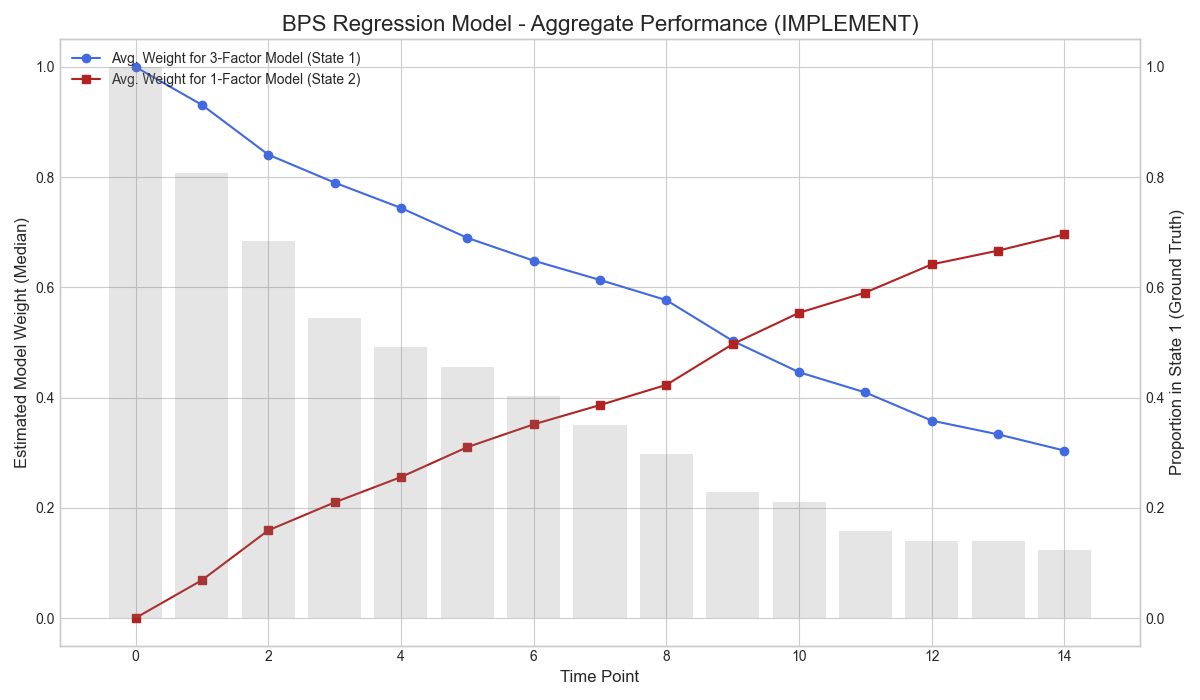 BPS Regression Model - Aggregate Performance (IMPLEMENT)
Avg. Weight for 3-Factor Model (State 1)
Avg. Weight for 1-Factor Model (State 2)
Estimated Model Weight (Median)
1.0
0.8
0.6
0.4
0.2
0.0
1.0
0.8
0.6
0.4
0.2
0.0
Proportion in State 1 (Ground Truth)
0 2 4 6 8 10 12 14
Time Point